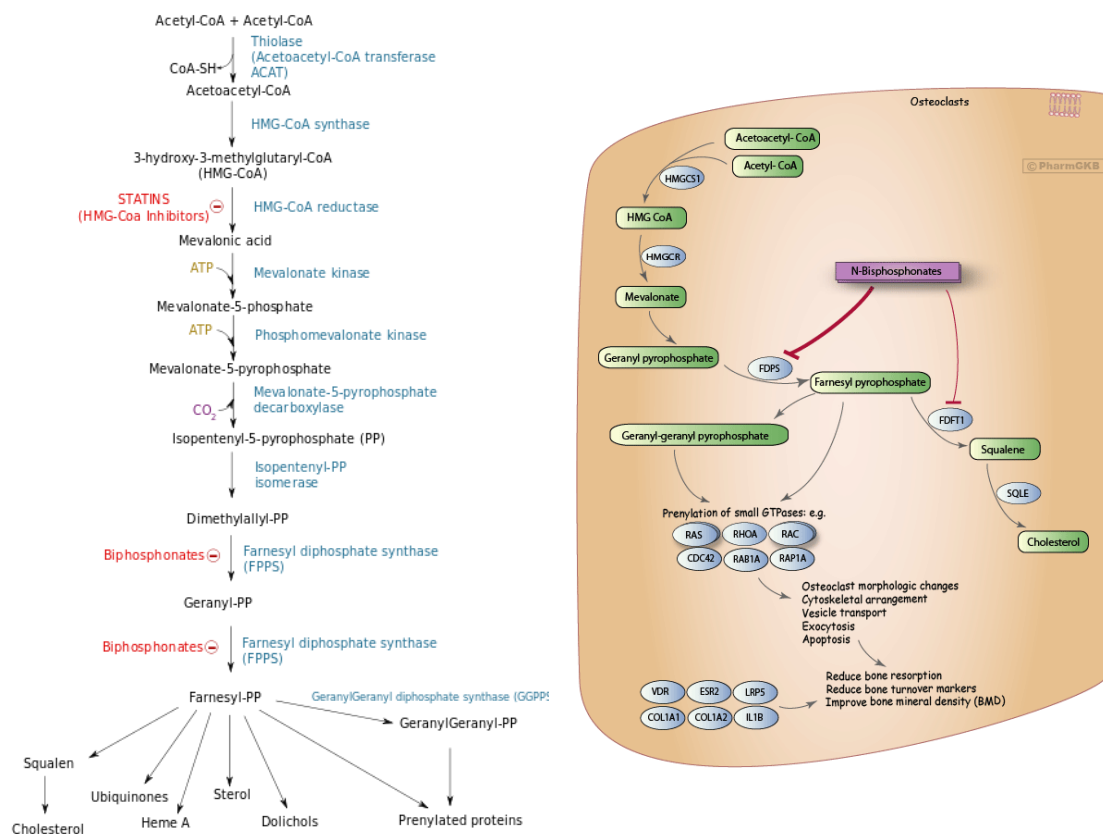 Acetyl-CoA + Acetyl-CoA
Thiolase
(Acetoacetyl-CoA transferase
ACAT)
CoA-SH
Acetoacetyl-CoA
HMG-CoA synthase
3-hydroxy-3-methylglutaryl-CoA
(HMG-CoA)
STATINS
(HMG-Coa Inhibitors)
HMG-CoA reductase
Mevalonic acid
ATP
Mevalonate kinase
Mevalonate-5-phosphate
ATP
Phosphomevalonate kinase
Mevalonate-5-pyrophosphate
Mevalonate-5-pyrophosphate
decarboxylase
CO2
Isopentenyl-5-pyrophosphate (PP)
Isopentenyl-PP
isomerase
Dimethylallyl-PP
Biphosphonates
Farnesyl diphosphate synthase
(FPPS)
Geranyl-PP
Biphosphonates
Farnesyl diphosphate synthase
(FPPS)
Farnesyl-PP
GeranylGeranyl diphosphate synthase (GGPPS
GeranylGeranyl-PP
Squalen
Ubiquinones
Sterol
Cholesterol
Heme A
Dolichols
Prenylated proteins
Osteoclasts
© PharmGKB
Acetoacetyl-CoA
Acetyl-CoA
HMGCS1
HMG CoA
HMGCR
N-Bisphosphonates
Mevalonate
Geranyl pyrophosphate
FDPS
Farnesyl pyrophosphate
FDFT1
Geranyl-geranyl pyrophosphate
Squalene
SQLE
Prenylation of small GTPases: e.g.
RAS RHOA RAC
CDC42 RAB1A RAP1A
Cholesterol
Osteoclast morphologic changes
Cytoskeletal arrangement
Vesicle transport
Exocytosis
Apoptosis
Reduce bone resorption
Reduce bone turnover markers
Improve bone mineral density (BMD)
VDR ESR2 LRP5
COL1A1 COL1A2 IL1B